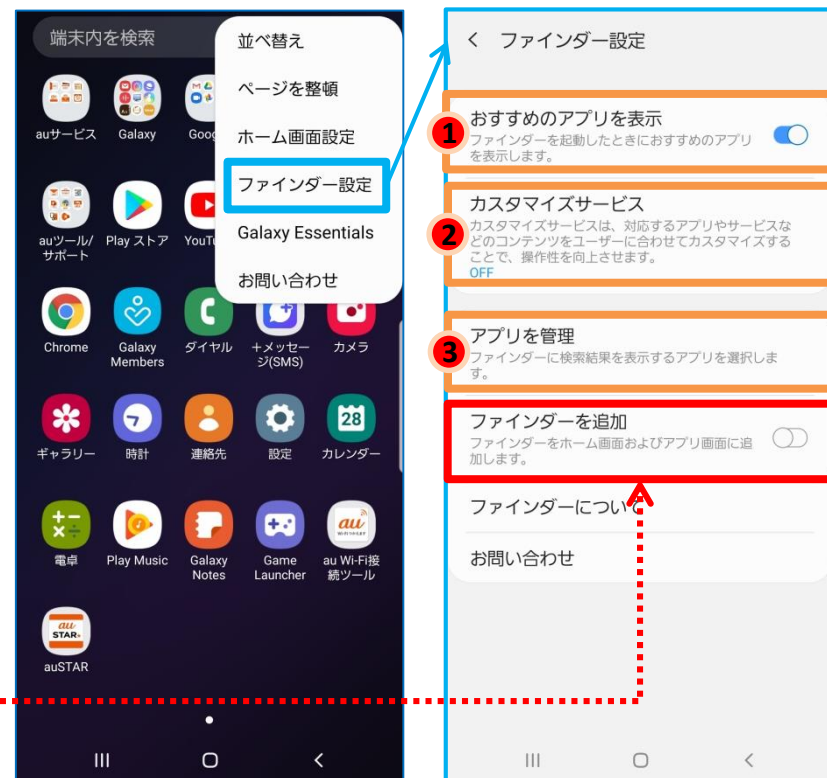 端末内を検索
並べ替え
ページを整頓
ホーム画面設定
ファインダー設定
Galaxy Essentials
お問い合わせ
auサービス
Galaxy
Goog
auツール/
サポート
Play ストア
YouTu
Chrome
Galaxy
Members
ダイヤル
+メッセー
ジ(SMS)
カメラ
28
ギャラリー
時計
連絡先
設定
カレンダー
au
電卓
Play Music
Galaxy
Notes
Game
Launcher
au Wi-Fi接
続ツール
au
STAR
auSTAR
ファインダー設定
1
おすすめのアプリを表示
ファインダーを起動したときにおすすめのアプリ
を表示します。
2
カスタマイズサービス
カスタマイズサービスは、対応するアプリやサービスな
どのコンテンツをユーザーに合わせてカスタマイズする
ことで、操作性を向上させます。
OFF
3
アプリを管理
ファインダーに検索結果を表示するアプリを選択しま
す。
ファインダーを追加
ファインダーをホーム画面およびアプリ画面に追
加します。
ファインダーについて
お問い合わせ